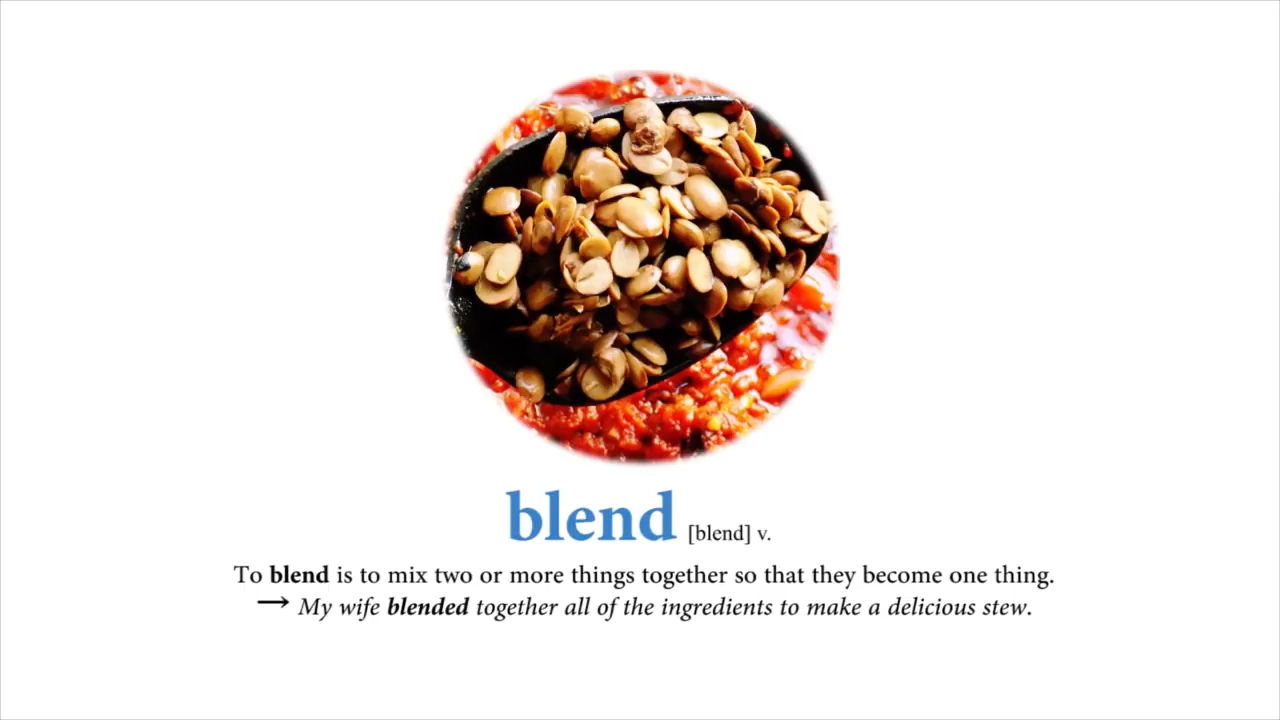 blend [blend] v.
To blend is to mix two or more things together so that they become one thing.
→ My wife blended together all of the ingredients to make a delicious stew.